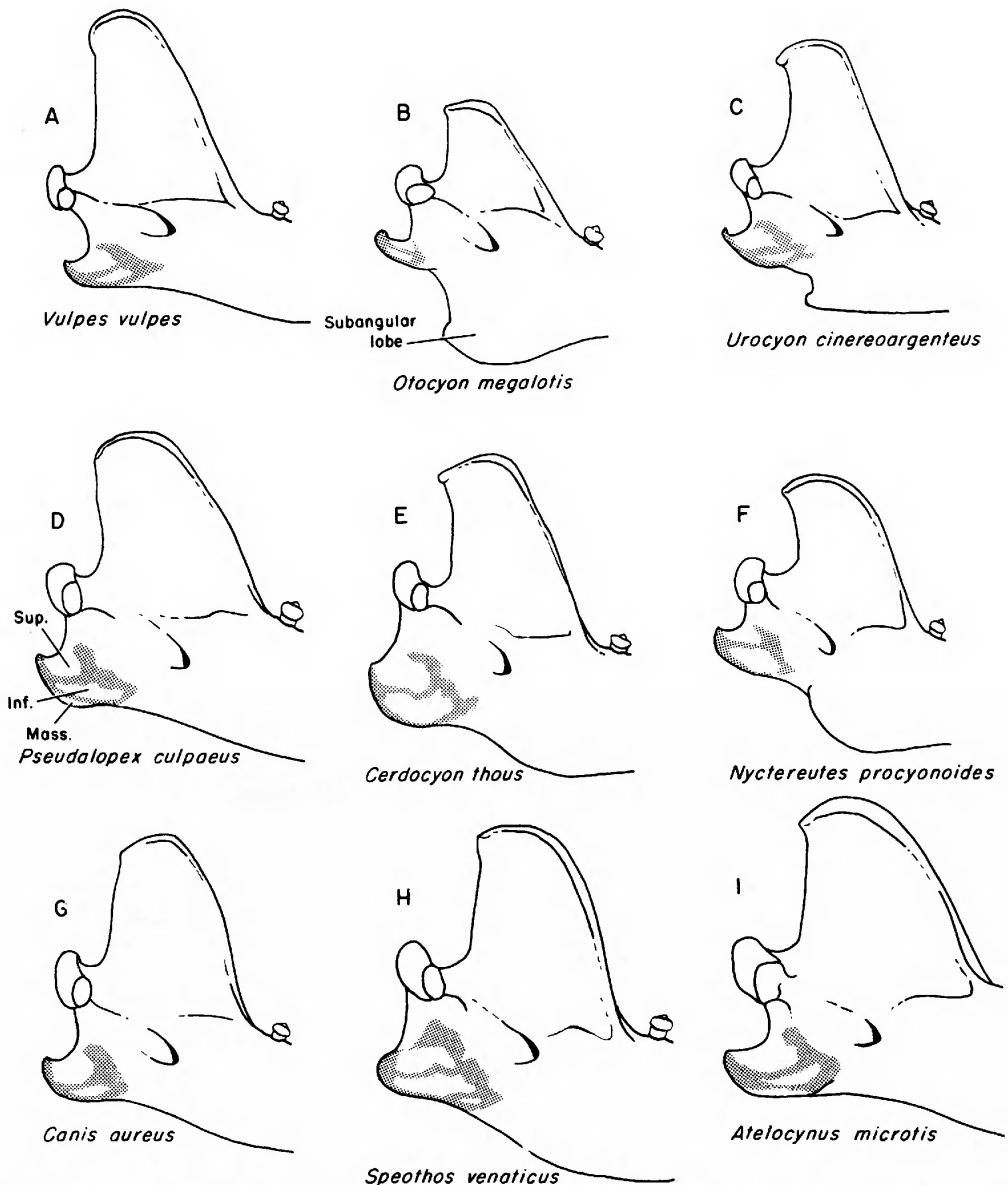 A
B
C
Vulpes vulpes
Subangular
lobe
Otocyon megalotis
Urocyon cinereoargenteus
D
E
F
Sup.
Inf.
Mass.
Pseudalopex culpaeus
Cerdocyon thous
Nyctereutes procyonoides
G
H
I
Canis aureus
Speothos venaticus
Atelocynus microtis